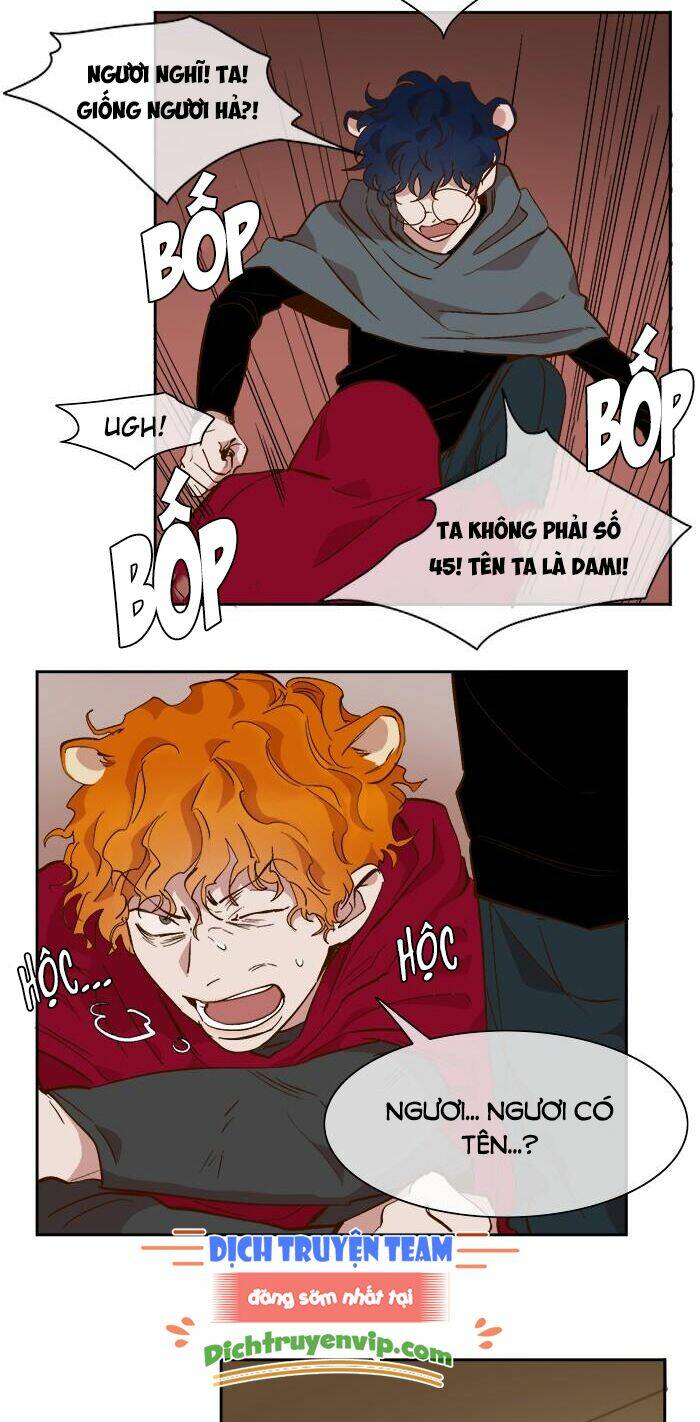 NGƯƠI NGHĨ! TA!
GIỐNG NGƯƠI HẢ?!
BỐP
BỐP
UGH!
BỐP
TA KHÔNG PHẢI SỐ
45! TÊN TA LÀ DAMI!
HỘC...
HỘC
NGƯƠI... NGƯƠI CÓ
TÊN...?
DỊCH TRUYỆN TEAM
đăng sớm nhất tại
Dichtruyenvip.com